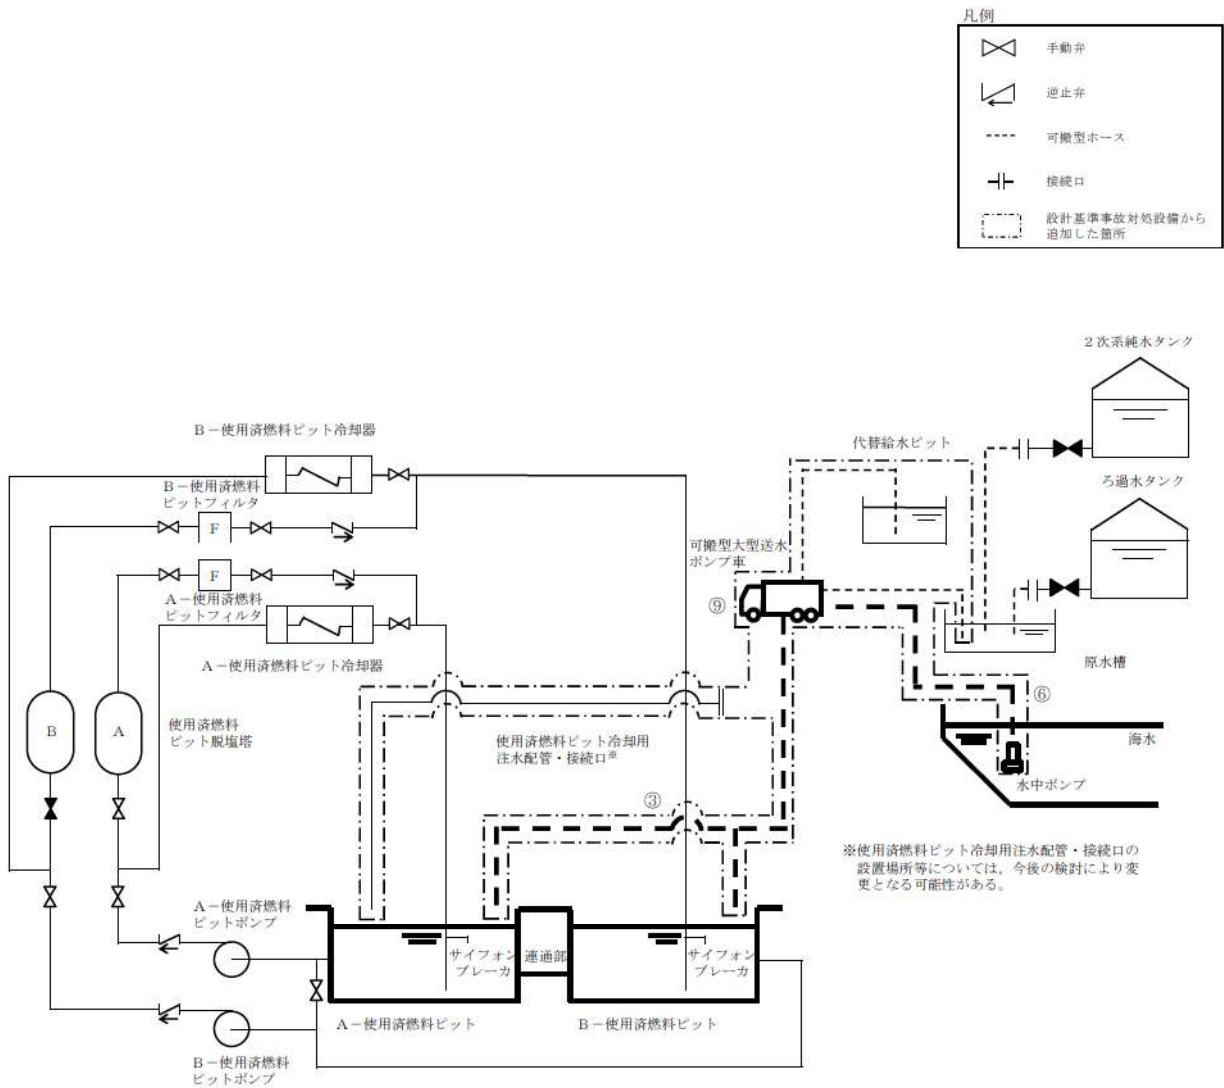 凡例
手動弁
逆止弁
可搬型ホース
接続口
設計基準事故対処設備から
追加した箇所
2次系純水タンク
B－使用済燃料ピット冷却器
代替給水ピット
ろ過水タンク
B－使用済燃料
ピットフィルタ
F
可搬型大型送水
ポンプ車
F
⑨
A－使用済燃料
ピットフィルタ
A－使用済燃料ピット冷却器
原水槽
⑥
B
A
使用済燃料
ピット脱塩塔
使用済燃料ピット冷却用
注水配管・接続口※
海水
水中ポンプ
③
※使用済燃料ピット冷却用注水配管・接続口の
設置場所等については，今後の検討により変
更となる可能性がある。
A－使用済燃料
ピットポンプ
サイフォン
ブレーカ
連通部
サイフォン
ブレーカ
A－使用済燃料ピット
B－使用済燃料ピット
B－使用済燃料
ピットポンプ